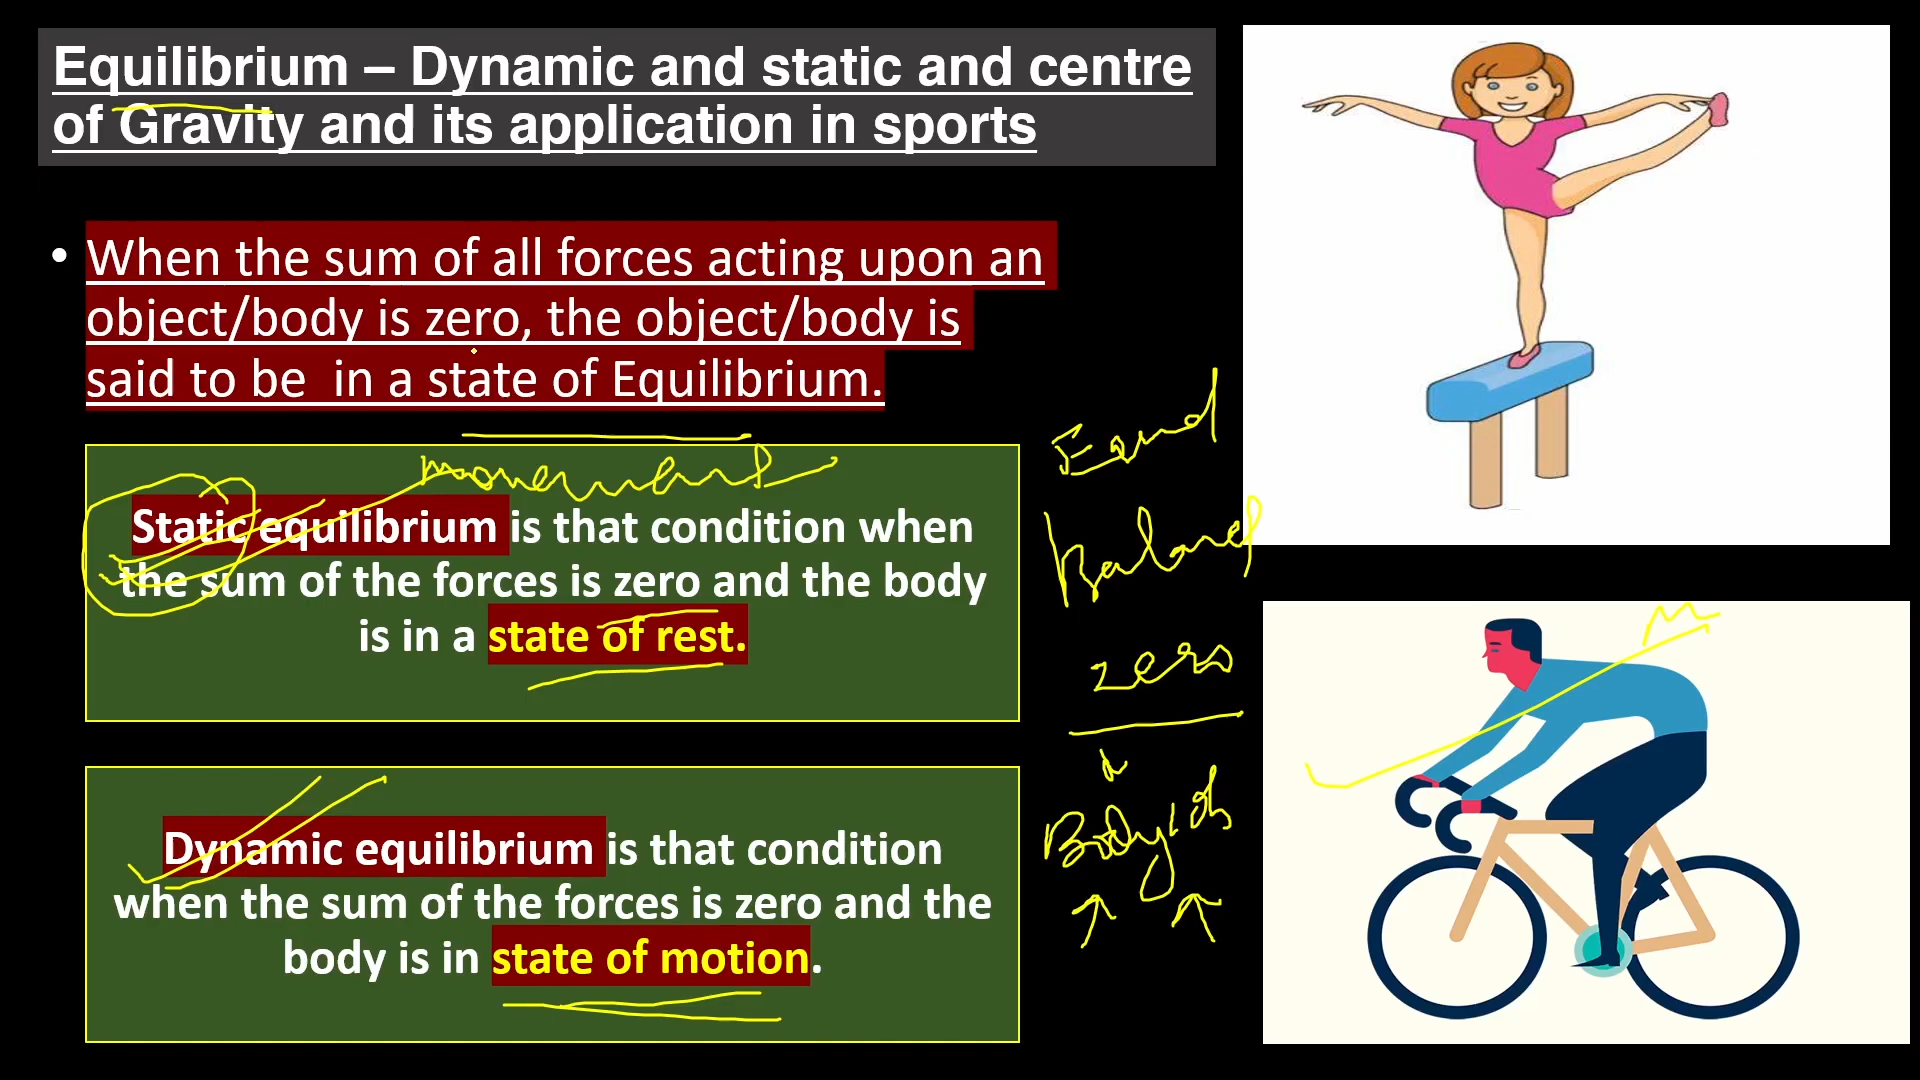 Equilibrium – Dynamic and static and centre
of Gravity and its application in sports
• When the sum of all forces acting upon an
object/body is zero, the object/body is
said to be in a state of Equilibrium.
movement
Static equilibrium is that condition when
the sum of the forces is zero and the body
is in a state of rest.
Dynamic equilibrium is that condition
when the sum of the forces is zero and the
body is in state of motion.
zero